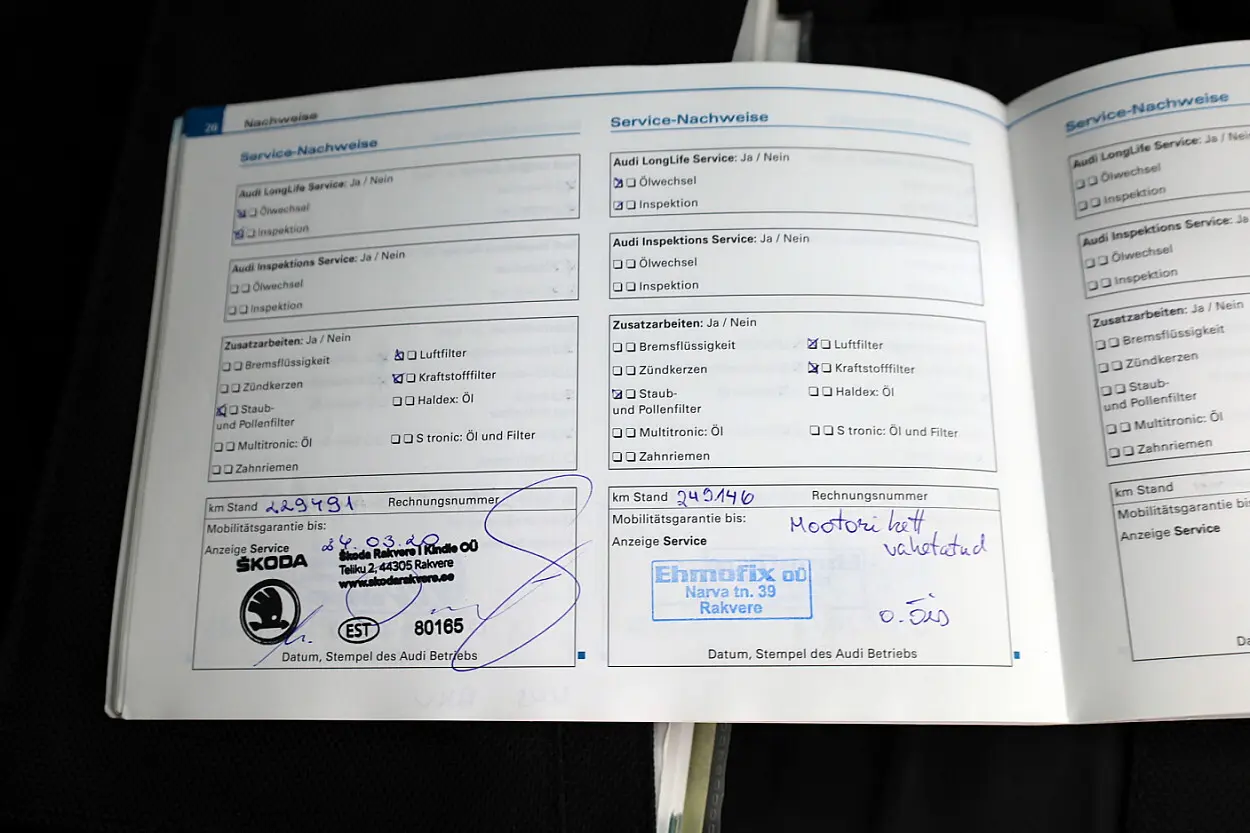 26 Nachweise
Service-Nachweise
Audi LongLife Service: Ja / Nein
Ölwechsel
Inspektion
Audi Inspektions Service: Ja / Nein
Ölwechsel
Inspektion
Zusatzarbeiten: Ja / Nein
Bremsflüssigkeit
Luftfilter
Zündkerzen
Kraftstofffilter
Staub-
und Pollenfilter
Haldex: Öl
Multitronic: Öl
S tronic: Öl und Filter
Zahnriemen
km Stand 229491 Rechnungsnummer
Mobilitätsgarantie bis:
Anzeige Service 24.03.20
ŠKODA
Škoda Rakvere I Kindle OÜ
Teliku 2, 44305 Rakvere
www.skodarakvere.ee
EST 80165
Datum, Stempel des Audi Betriebs
Service-Nachweise
Audi LongLife Service: Ja / Nein
Ölwechsel
Inspektion
Audi Inspektions Service: Ja / Nein
Ölwechsel
Inspektion
Zusatzarbeiten: Ja / Nein
Bremsflüssigkeit
Luftfilter
Zündkerzen
Kraftstofffilter
Staub-
und Pollenfilter
Haldex: Öl
Multitronic: Öl
S tronic: Öl und Filter
Zahnriemen
km Stand 249146 Rechnungsnummer
Mobilitätsgarantie bis:
Mootori kett
vahetatud
Anzeige Service
Ehmofix OÜ
Narva tn. 39
Rakvere
Datum, Stempel des Audi Betriebs
Service-Nachweise
Audi LongLife Service: Ja
Ölwechsel
Inspektion
Audi Inspektions Service: Ja
Ölwechsel
Inspektion
Zusatzarbeiten: Ja / Nein
Bremsflüssigkeit
Zündkerzen
Staub-
und Pollenfilter
Multitronic: Öl
Zahnriemen
km Stand
Mobilitätsgarantie bis
Anzeige Service